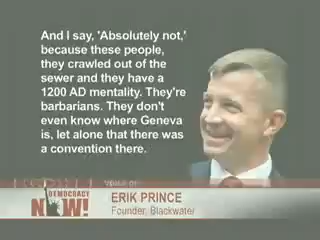 And I say, 'Absolutely not,'
because these people,
they crawled out of the
sewer and they have a
1200 AD mentality. They're
barbarians. They don't
even know where Geneva
is, let alone that there was
a convention there.
DEMOCRACY
NOW!
ERIK PRINCE
Founder, Blackwater